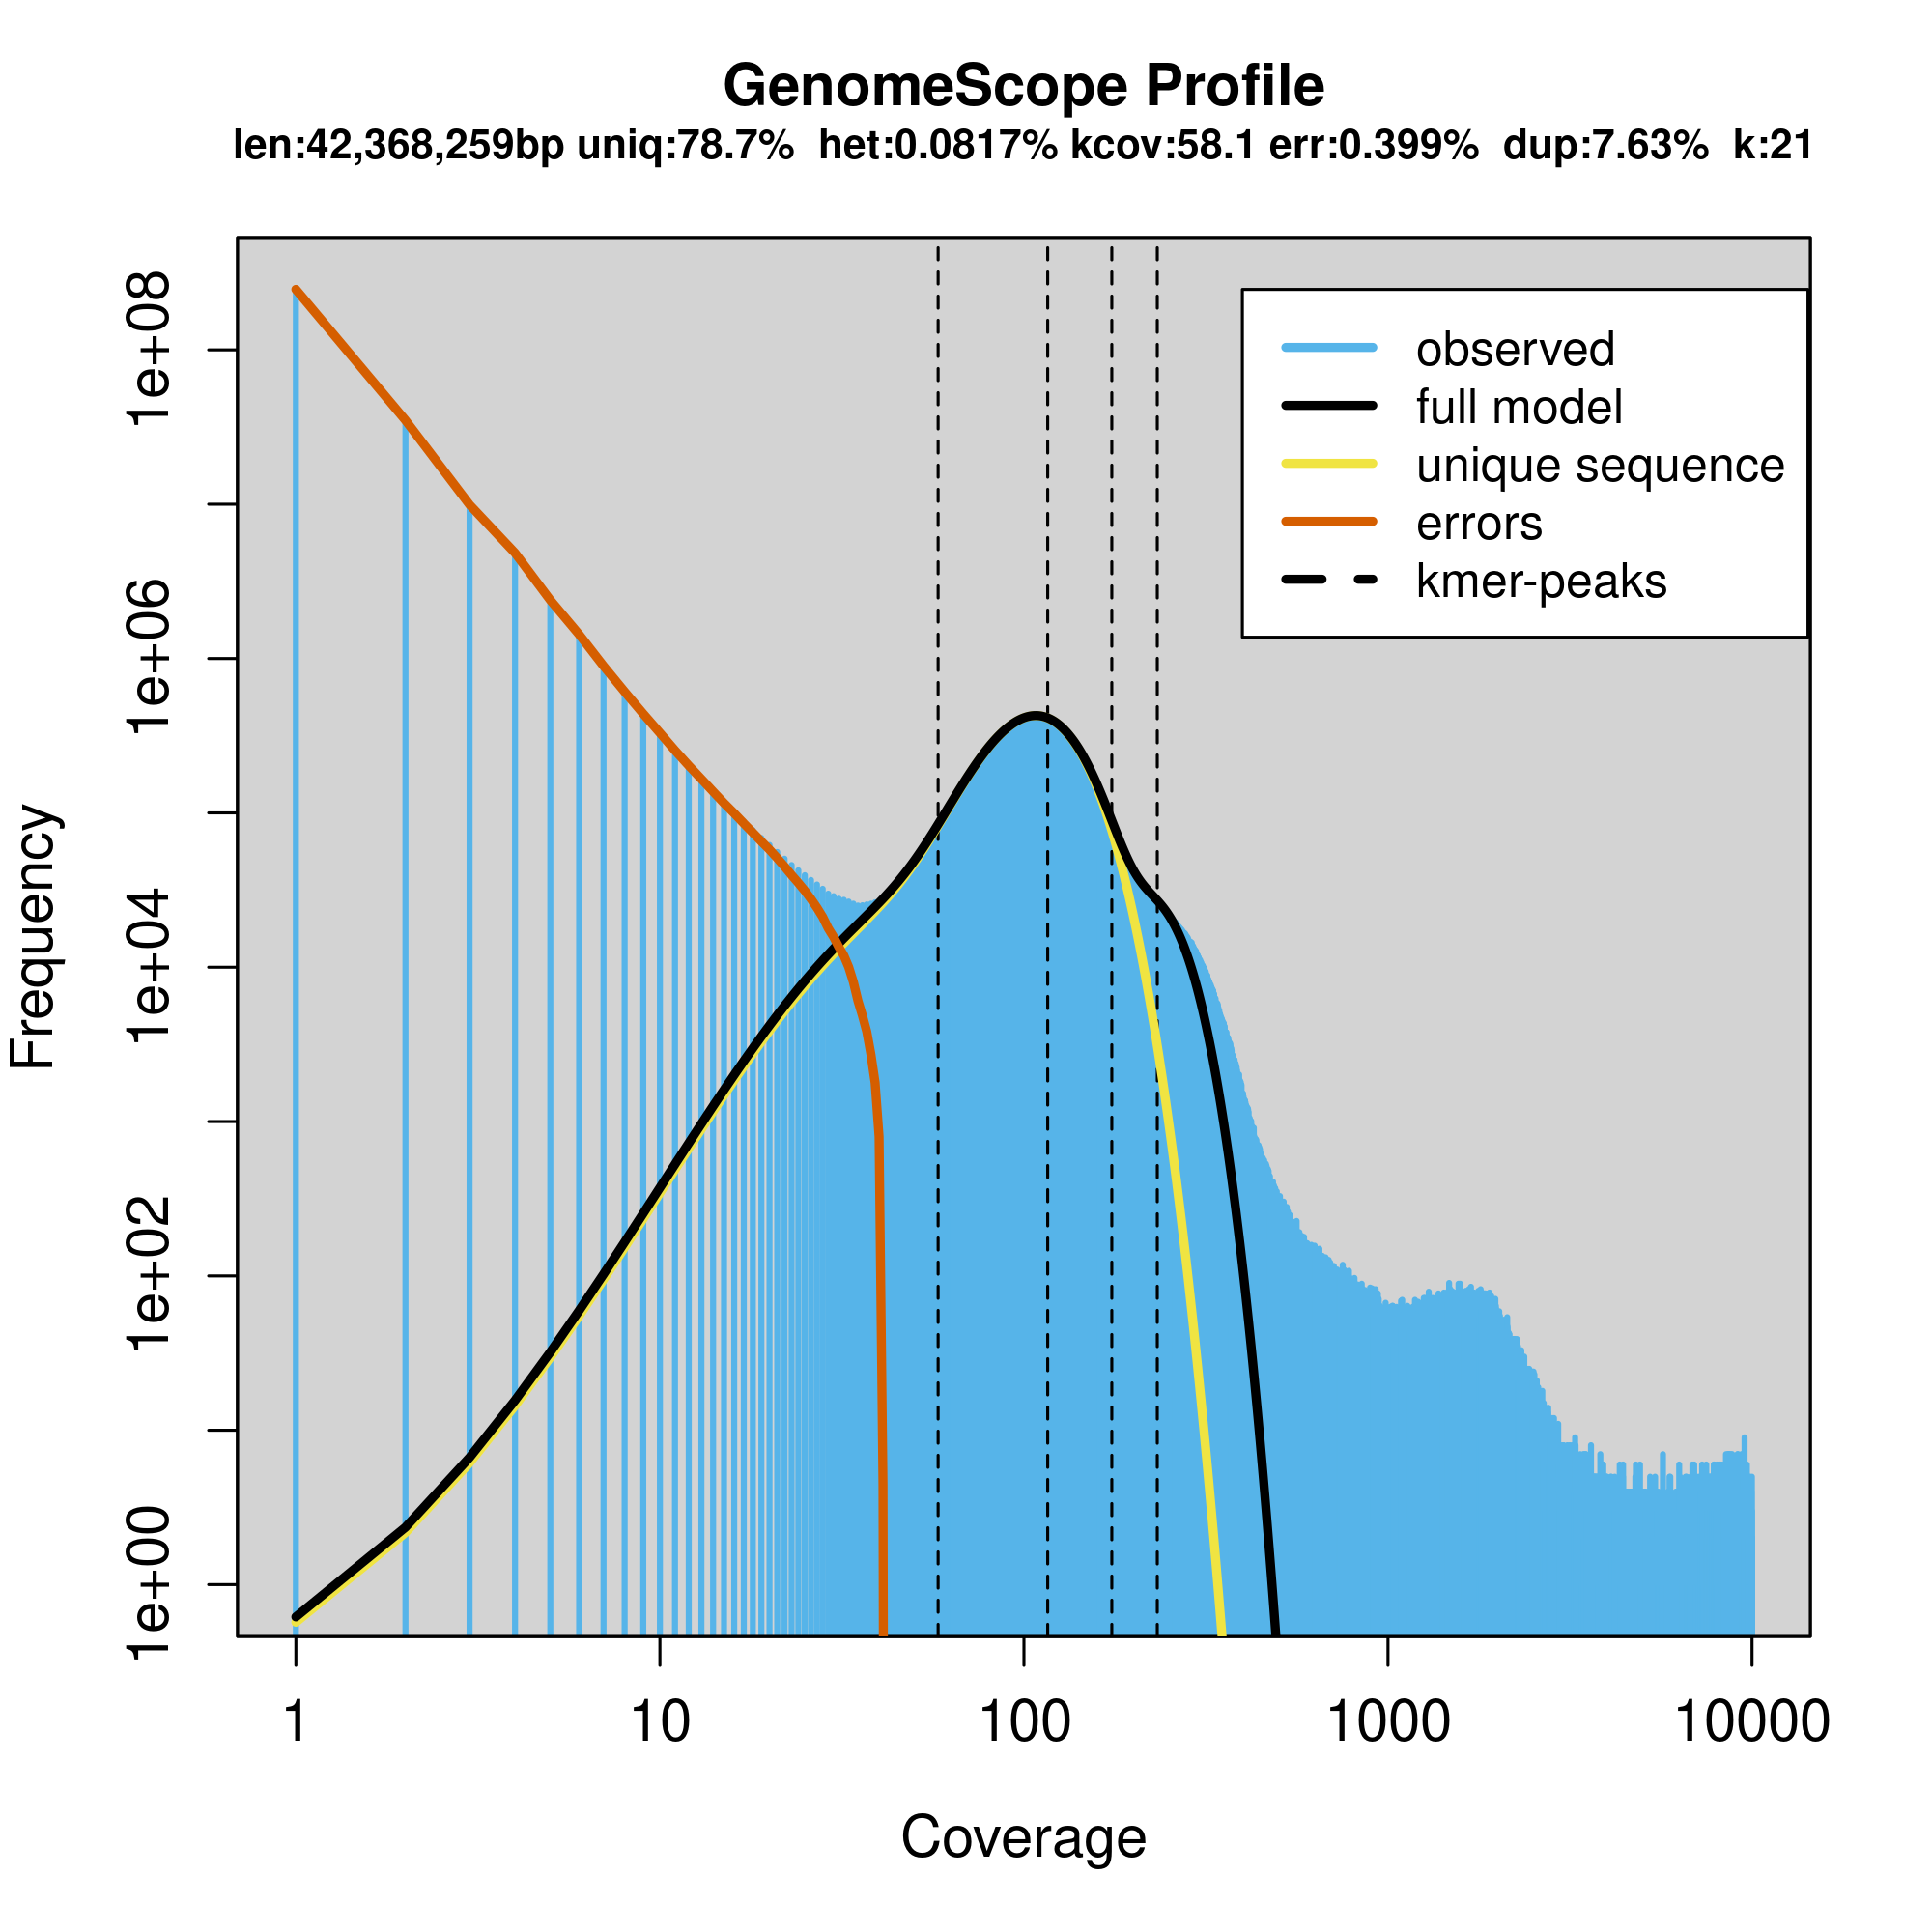 GenomeScope Profile
len:42,368,259bp uniq:78.7% het:0.0817% kcov:58.1 err:0.399% dup:7.63% k:21
observed
full model
unique sequence
errors
kmer-peaks
Frequency
1e+08
1e+06
1e+04
1e+02
1e+00
1 10 100 1000 10000
Coverage